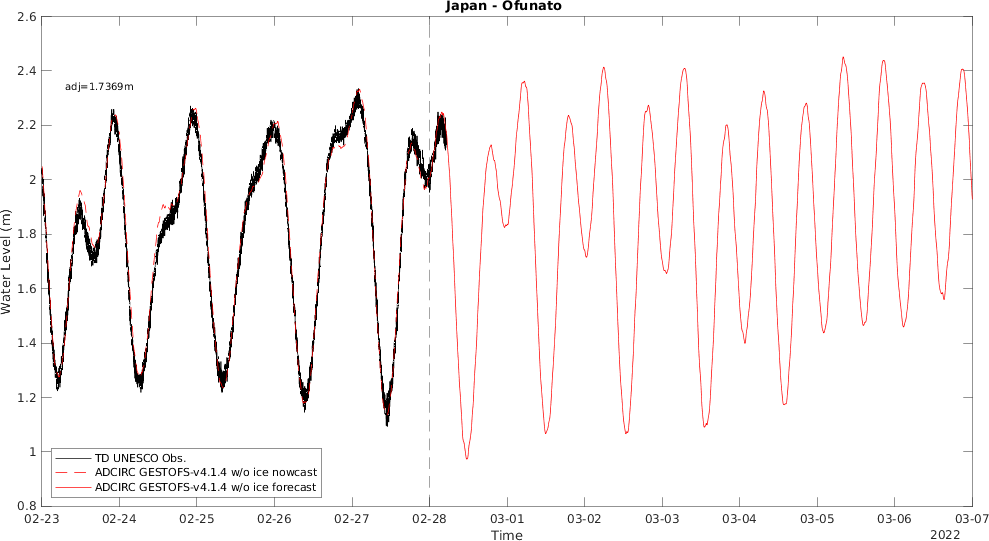 Japan - Ofunato
2.6
2.4
2.2
2
1.8
1.6
1.4
1.2
1
0.8
Water Level (m)
adj=1.7369m
TD UNESCO Obs.
ADCIRC GESTOFS-v4.1.4 w/o ice nowcast
ADCIRC GESTOFS-v4.1.4 w/o ice forecast
02-23 02-24 02-25 02-26 02-27 02-28 03-01 03-02 03-03 03-04 03-05 03-06 03-07
Time
2022